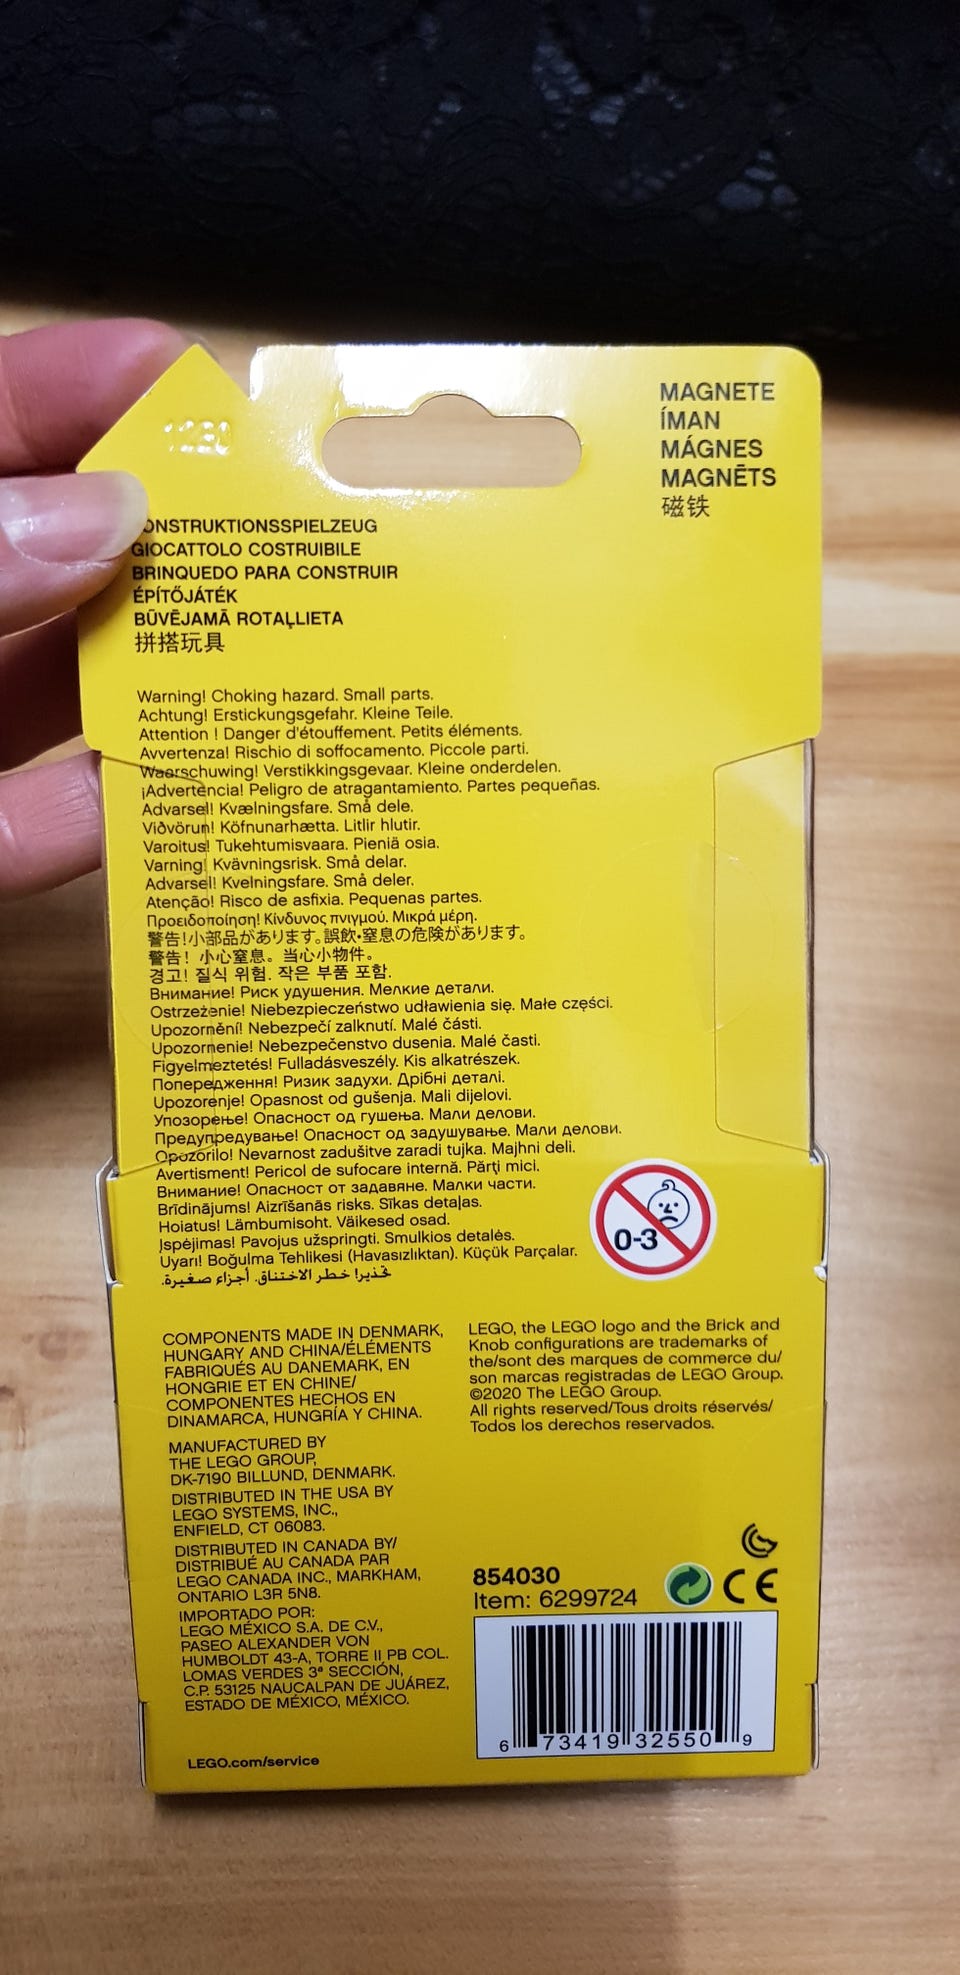 MAGNETE
ÍMAN
MÁGNES
MAGNĒTS
磁铁
ONSTRUKTIONSSPIELZEUG
GIOCATTOLO COSTRUIBILE
BRINQUEDO PARA CONSTRUIR
ÉPÍTŐJÁTÉK
BŪVĒJAMĀ ROTAĻLIETA
拼搭玩具
Warning! Choking hazard. Small parts.
Achtung! Erstickungsgefahr. Kleine Teile.
Attention ! Danger d'étouffement. Petits éléments.
Avvertenza! Rischio di soffocamento. Piccole parti.
Waarschuwing! Verstikkingsgevaar. Kleine onderdelen.
¡Advertencia! Peligro de atragantamiento. Partes pequeñas.
Advarsel! Kvælningsfare. Små dele.
Viðvörun! Köfnunarhætta. Litlir hlutir.
Varoitus! Tukehtumisvaara. Pieniä osia.
Varning! Kvävningsrisk. Små delar.
Advarsel! Kvelningsfare. Små deler.
Atenção! Risco de asfixia. Pequenas partes.
Προειδοποίηση! Κίνδυνος πνιγμού. Μικρά μέρη.
警告!小部品があります。誤飲・窒息の危険があります。
警告！小心窒息。当心小物件。
경고! 질식 위험. 작은 부품 포함.
Внимание! Риск удушения. Мелкие детали.
Ostrzeżenie! Niebezpieczeństwo udławienia się. Małe części.
Upozornění! Nebezpečí zalknutí. Malé části.
Upozornenie! Nebezpečenstvo dusenia. Malé časti.
Figyelmeztetés! Fulladásveszély. Kis alkatrészek.
Попередження! Ризик задухи. Дрібні деталі.
Upozorenje! Opasnost od gušenja. Mali dijelovi.
Упозорење! Опасност од гушења. Мали делови.
Предупредување! Опасност од задушување. Мали делови.
Opozorilo! Nevarnost zadušitve zaradi tujka. Majhni deli.
Avertisment! Pericol de sufocare internă. Părţi mici.
Внимание! Опасност от задавяне. Малки части.
Brīdinājums! Aizrīšanās risks. Sīkas detaļas.
Hoiatus! Lämbumisoht. Väikesed osad.
Įspėjimas! Pavojus užspringti. Smulkios detalės.
Uyarı! Boğulma Tehlikesi (Havasızlıktan). Küçük Parçalar.
تحذير! خطر الاختناق. أجزاء صغيرة.
0-3
COMPONENTS MADE IN DENMARK,
HUNGARY AND CHINA/ÉLÉMENTS
FABRIQUÉS AU DANEMARK, EN
HONGRIE ET EN CHINE/
COMPONENTES HECHOS EN
DINAMARCA, HUNGRÍA Y CHINA.
MANUFACTURED BY
THE LEGO GROUP,
DK-7190 BILLUND, DENMARK.
DISTRIBUTED IN THE USA BY
LEGO SYSTEMS, INC.,
ENFIELD, CT 06083.
DISTRIBUTED IN CANADA BY/
DISTRIBUÉ AU CANADA PAR
LEGO CANADA INC., MARKHAM,
ONTARIO L3R 5N8.
IMPORTADO POR:
LEGO MÉXICO S.A. DE C.V.,
PASEO ALEXANDER VON
HUMBOLDT 43-A, TORRE II PB COL.
LOMAS VERDES 3ª SECCIÓN,
C.P. 53125 NAUCALPAN DE JUÁREZ,
ESTADO DE MÉXICO, MÉXICO.
LEGO.com/service
LEGO, the LEGO logo and the Brick and
Knob configurations are trademarks of
the/sont des marques de commerce du/
son marcas registradas de LEGO Group.
©2020 The LEGO Group.
All rights reserved/Tous droits réservés/
Todos los derechos reservados.
854030
Item: 6299724
CE
6 73419 32550 9